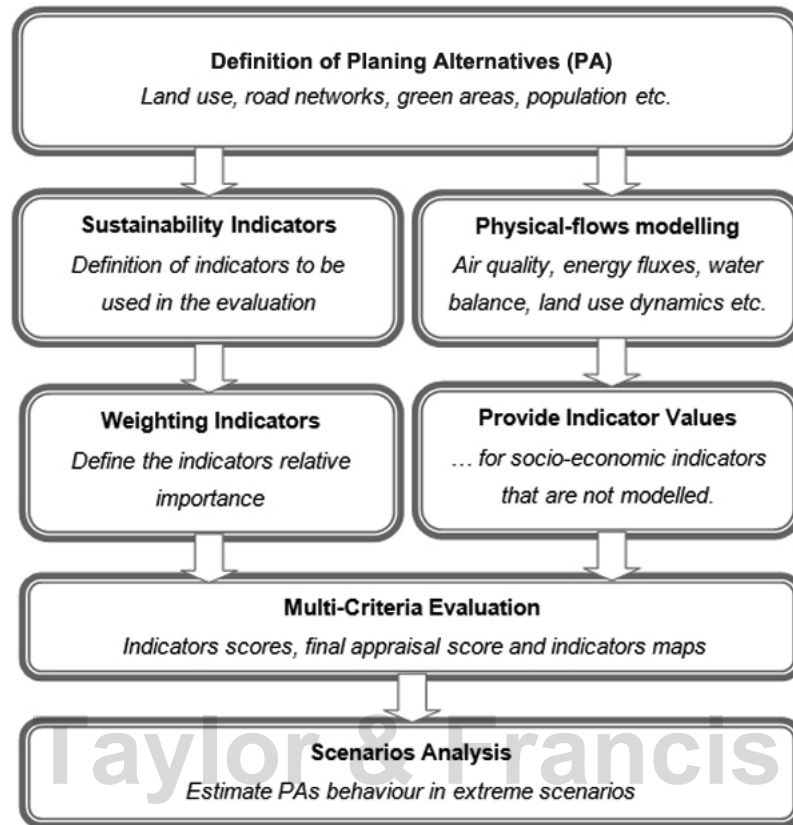 Definition of Planing Alternatives (PA)
Land use, road networks, green areas, population etc.
Sustainability Indicators
Definition of indicators to be
used in the evaluation
Physical-flows modelling
Air quality, energy fluxes, water
balance, land use dynamics etc.
Weighting Indicators
Define the indicators relative
importance
Provide Indicator Values
… for socio-economic indicators
that are not modelled.
Multi-Criteria Evaluation
Indicators scores, final appraisal score and indicators maps
Scenarios Analysis
Estimate PAs behaviour in extreme scenarios
Taylor & Francis